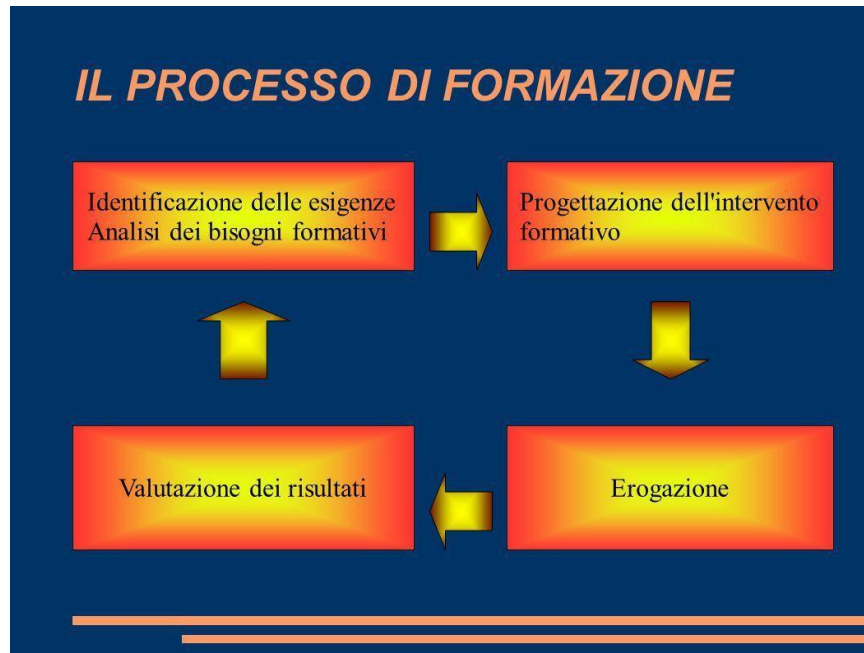 IL PROCESSO DI FORMAZIONE
Identificazione delle esigenze
Analisi dei bisogni formativi
Progettazione dell'intervento
formativo
Valutazione dei risultati
Erogazione